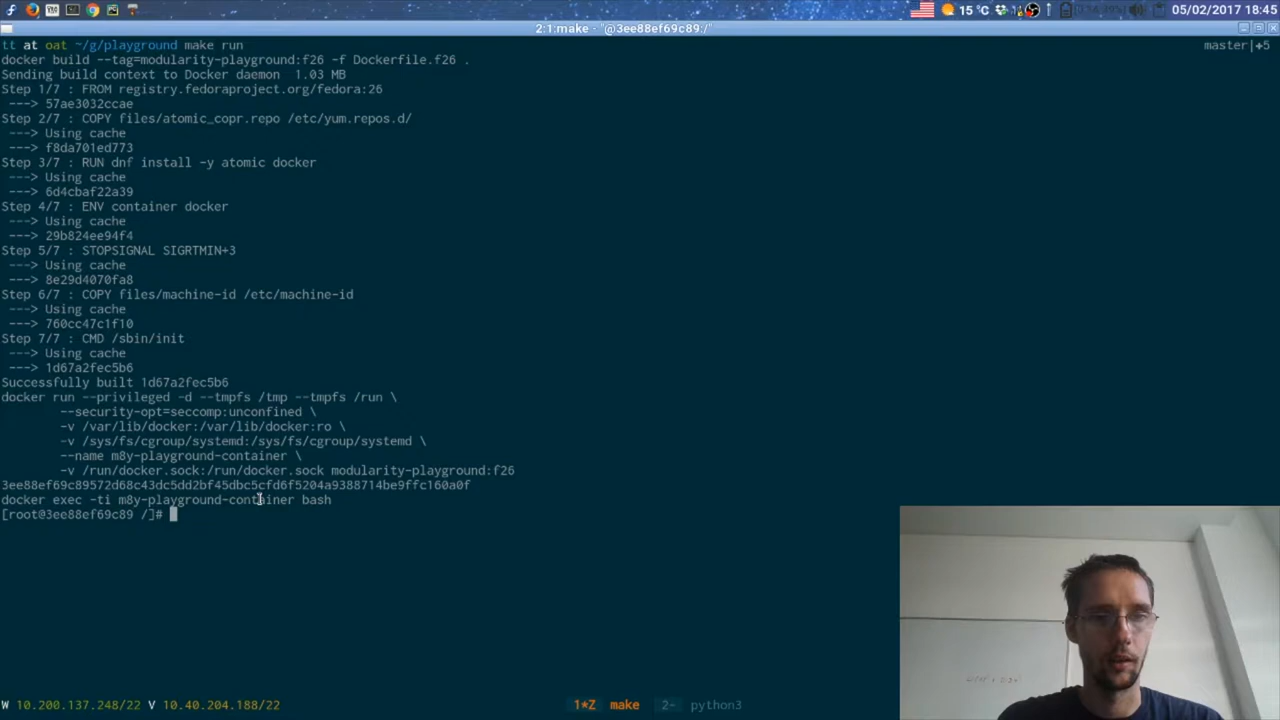 15 °C
05/02/2017 18:45
2:1:make - "@3ee88ef69c89:/"
tt at oat ~/g/playground make run
master|✚5
docker build --tag=modularity-playground:f26 -f Dockerfile.f26 .
Sending build context to Docker daemon  1.03 MB
Step 1/7 : FROM registry.fedoraproject.org/fedora:26
 ---> 57ae3032ccae
Step 2/7 : COPY files/atomic_copr.repo /etc/yum.repos.d/
 ---> Using cache
 ---> f8da701ed773
Step 3/7 : RUN dnf install -y atomic docker
 ---> Using cache
 ---> 6d4cbaf22a39
Step 4/7 : ENV container docker
 ---> Using cache
 ---> 29b824ee94f4
Step 5/7 : STOPSIGNAL SIGRTMIN+3
 ---> Using cache
 ---> 8e29d4070fa8
Step 6/7 : COPY files/machine-id /etc/machine-id
 ---> Using cache
 ---> 760cc47c1f10
Step 7/7 : CMD /sbin/init
 ---> Using cache
 ---> 1d67a2fec5b6
Successfully built 1d67a2fec5b6
docker run --privileged -d --tmpfs /tmp --tmpfs /run \
        --security-opt=seccomp:unconfined \
        -v /var/lib/docker:/var/lib/docker:ro \
        -v /sys/fs/cgroup/systemd:/sys/fs/cgroup/systemd \
        --name m8y-playground-container \
        -v /run/docker.sock:/run/docker.sock modularity-playground:f26
3ee88ef69c89572d68c43dc5dd2bf45dbc5cfd6f5204a9388714be9ffc160a0f
docker exec -ti m8y-playground-container bash
[root@3ee88ef69c89 /]#
W 10.200.137.248/22 V 10.40.204.188/22
1*Z make 2- python3